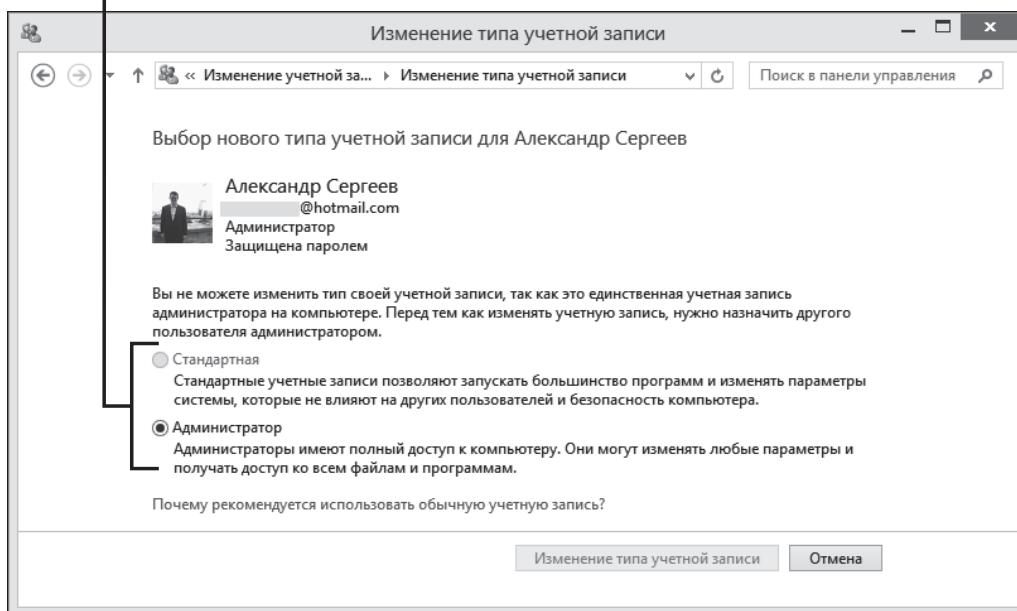 Изменение типа учетной записи
« Изменение учетной за... Изменение типа учетной записи Поиск в панели управления
Выбор нового типа учетной записи для Александр Сергеев
Александр Сергеев
@hotmail.com
Администратор
Защищена паролем
Вы не можете изменить тип своей учетной записи, так как это единственная учетная запись
администратора на компьютере. Перед тем как изменять учетную запись, нужно назначить другого
пользователя администратором.
Стандартная
Стандартные учетные записи позволяют запускать большинство программ и изменять параметры
системы, которые не влияют на других пользователей и безопасность компьютера.
Администратор
Администраторы имеют полный доступ к компьютеру. Они могут изменять любые параметры и
получать доступ ко всем файлам и программам.
Почему рекомендуется использовать обычную учетную запись?
Изменение типа учетной записи Отмена